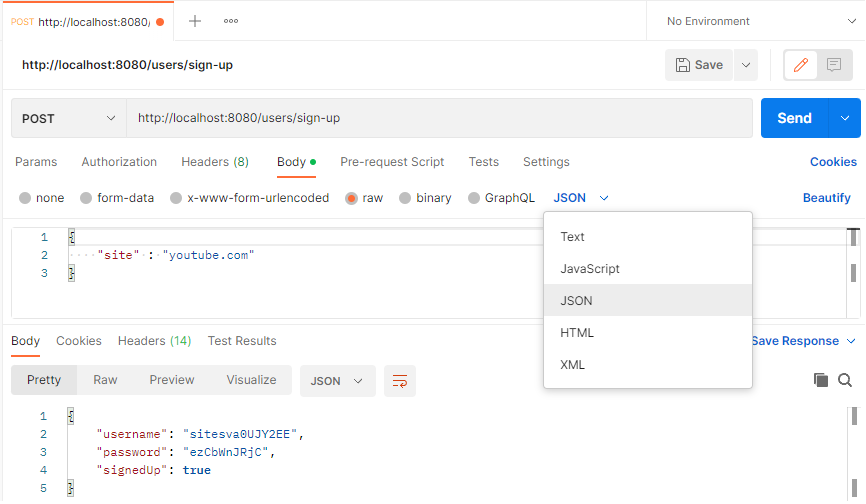 POST http://localhost:8080/
No Environment
http://localhost:8080/users/sign-up
Save
POST http://localhost:8080/users/sign-up
Send
Params Authorization Headers (8) Body Pre-request Script Tests Settings Cookies
none form-data x-www-form-urlencoded raw binary GraphQL JSON Beautify
Text
JavaScript
JSON
HTML
XML
1 {
2 "site" : "youtube.com"
3 }
Body Cookies Headers (14) Test Results Save Response
Pretty Raw Preview Visualize JSON
1 {
2 "username": "sitesva0UJY2EE",
3 "password": "ezCbWnJRjC",
4 "signedUp": true
5 }